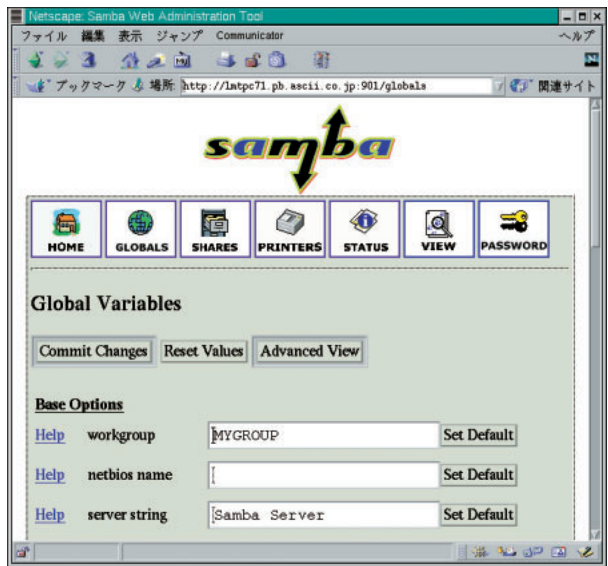 Netscape: Samba Web Administration Tool
ファイル 編集 表示 ジャンプ Communicator ヘルプ
ブックマーク 場所: http://lmtpc71.pb.ascii.co.jp:901/globals 関連サイト
samba
HOME GLOBALS SHARES PRINTERS STATUS VIEW PASSWORD
Global Variables
Commit Changes Reset Values Advanced View
Base Options
Help workgroup MYGROUP Set Default
Help netbios name Set Default
Help server string Samba Server Set Default